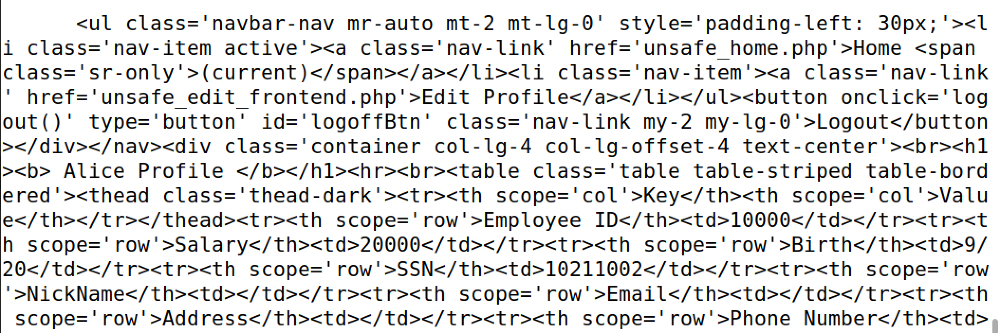 <ul class='navbar-nav mr-auto mt-2 mt-lg-0' style='padding-left: 30px;'><l
i class='nav-item active'><a class='nav-link' href='unsafe_home.php'>Home <span
class='sr-only'>(current)</span></a></li><li class='nav-item'><a class='nav-link
' href='unsafe_edit_frontend.php'>Edit Profile</a></li></ul><button onclick='log
out()' type='button' id='logoffBtn' class='nav-link my-2 my-lg-0'>Logout</button
></div></nav><div class='container col-lg-4 col-lg-offset-4 text-center'><br><h1
><b> Alice Profile </b></h1><hr><br><table class='table table-striped table-bord
ered'><thead class='thead-dark'><tr><th scope='col'>Key</th><th scope='col'>Valu
e</th></tr></thead><tr><th scope='row'>Employee ID</th><td>10000</td></tr><tr><t
h scope='row'>Salary</th><td>20000</td></tr><tr><th scope='row'>Birth</th><td>9/
20</td></tr><tr><th scope='row'>SSN</th><td>10211002</td></tr><tr><th scope='row
'>NickName</th><td></td></tr><tr><th scope='row'>Email</th><td></td></tr><tr><th
 scope='row'>Address</th><td></td></tr><tr><th scope='row'>Phone Number</th><td>